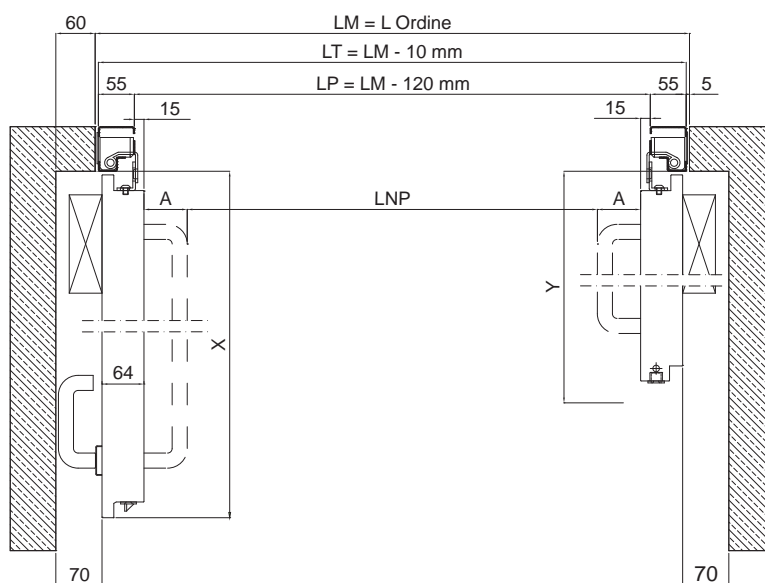 60
LM = L Ordine
LT = LM - 10 mm
55
LP = LM - 120 mm
55
5
15
15
A
LNP
A
Y
X
64
70
70